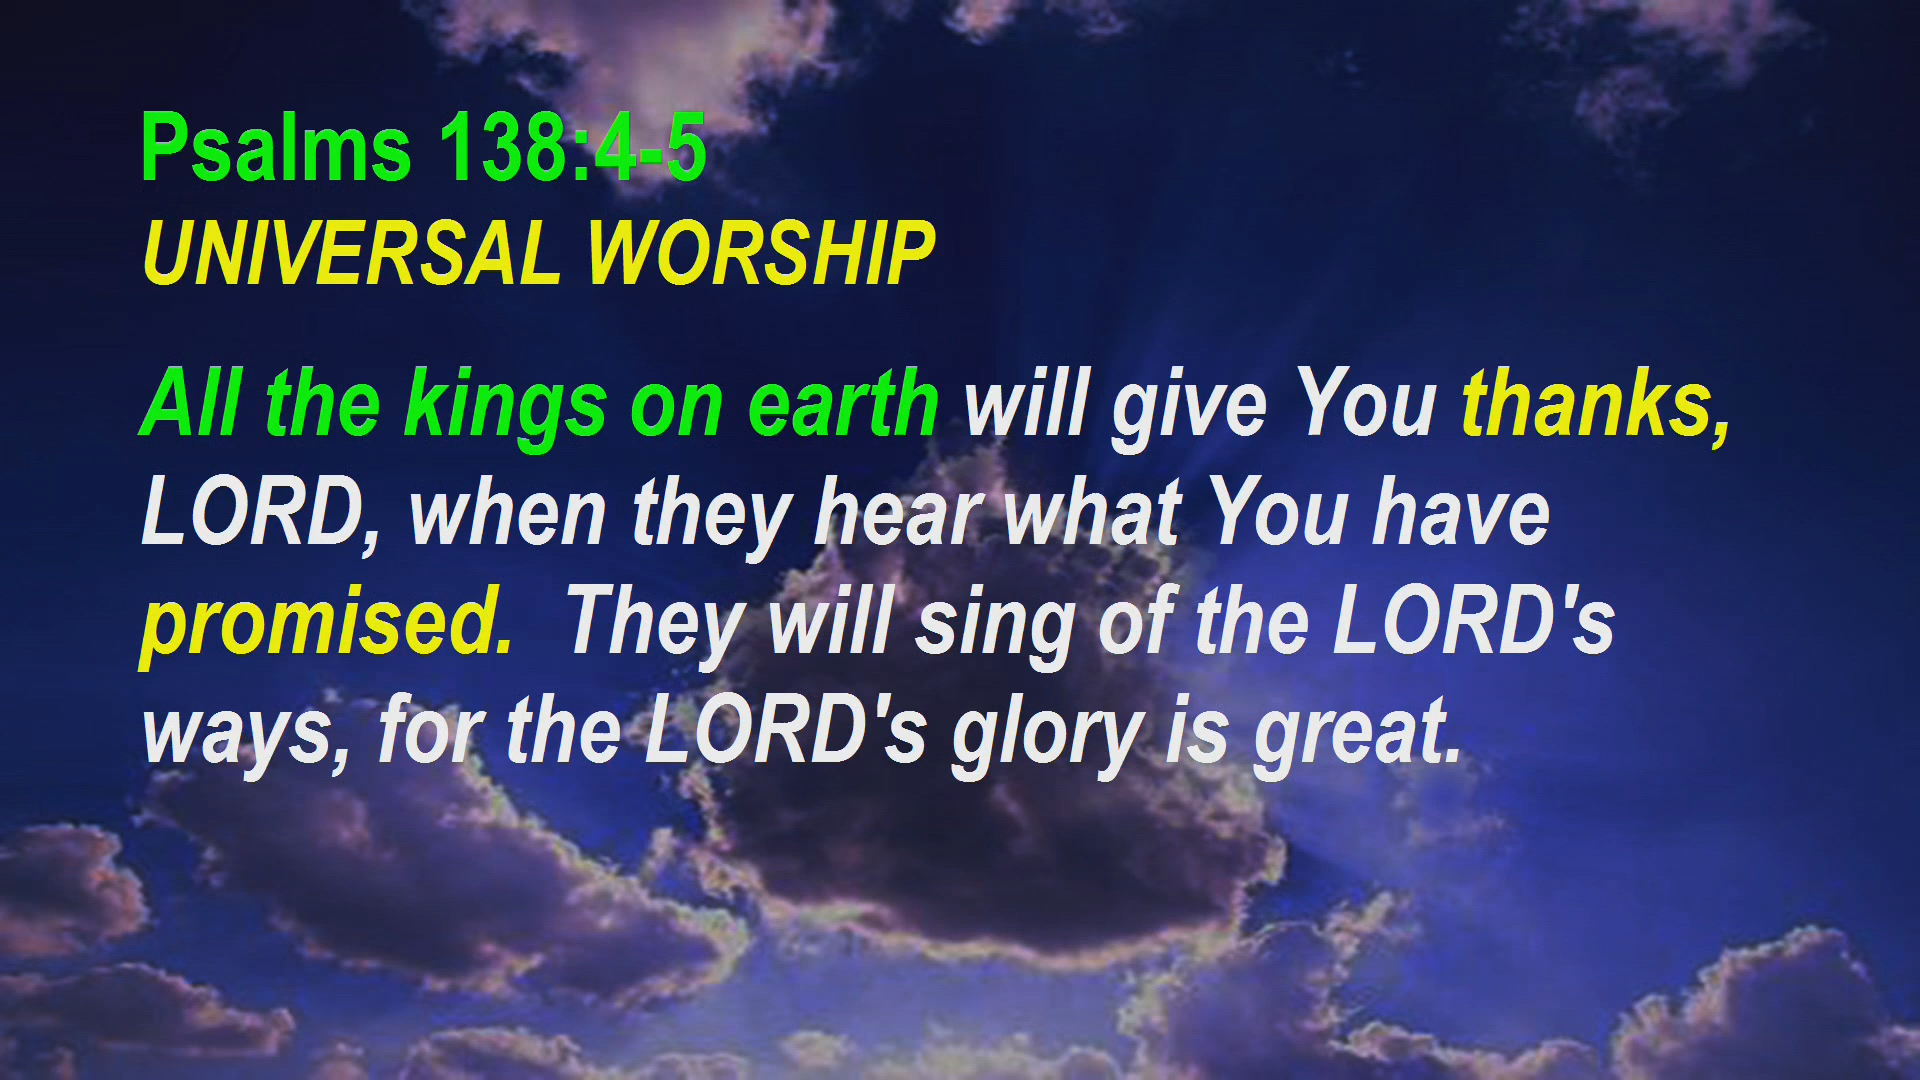 Psalms 138:4-5
UNIVERSAL WORSHIP
All the kings on earth will give You thanks,
LORD, when they hear what You have
promised.  They will sing of the LORD's
ways, for the LORD's glory is great.